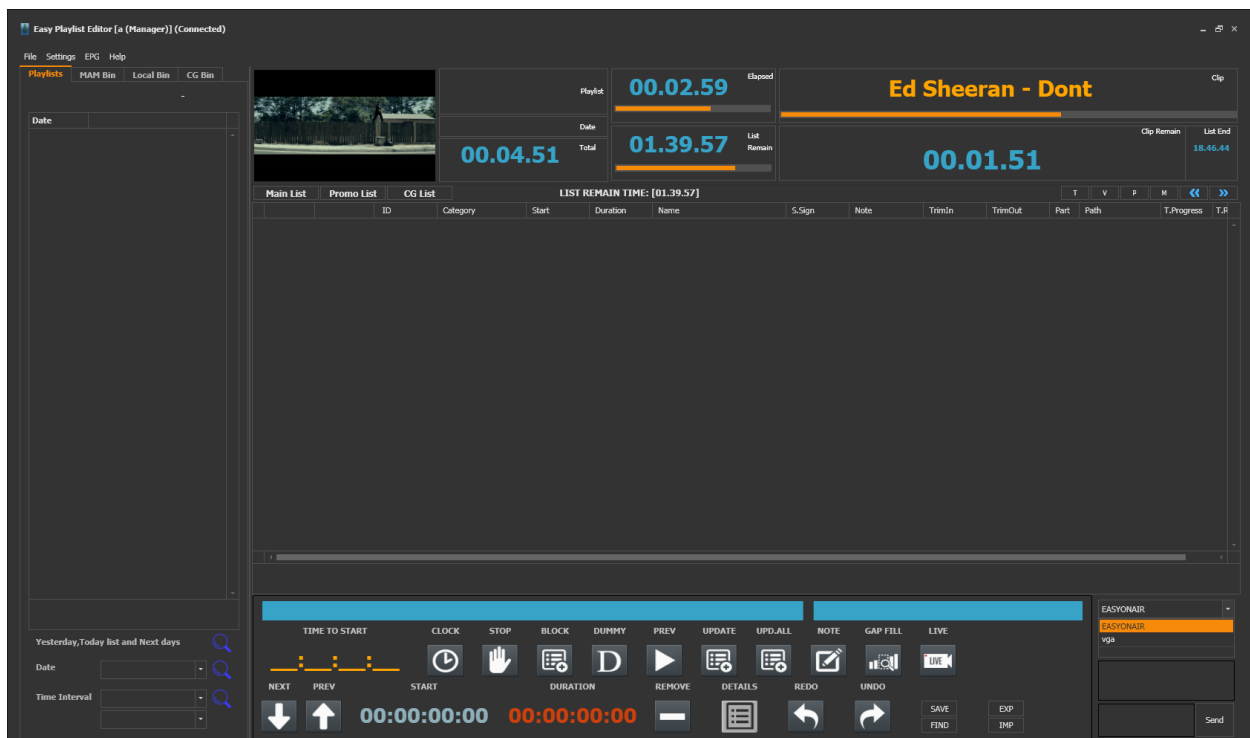 Easy Playlist Editor [a (Manager)] (Connected)
File Settings EPG Help
Playlists MAM Bin Local Bin CG Bin
-
Date
Yesterday,Today list and Next days
Date
Time Interval
Playlist
Date
00.04.51 Total
00.02.59 Elapsed
01.39.57 List Remain
Ed Sheeran - Dont Clip
Clip Remain List End
00.01.51 18.46.44
Main List Promo List CG List LIST REMAIN TIME: [01.39.57] T V P M
ID Category Start Duration Name S.Sign Note TrimIn TrimOut Part Path T.Progress
TIME TO START CLOCK STOP BLOCK DUMMY PREV UPDATE UPD.ALL NOTE GAP FILL LIVE
__:__:__:__ D LIVE
NEXT PREV START DURATION REMOVE DETAILS REDO UNDO
00:00:00:00 00:00:00:00
SAVE EXP
FIND IMP
EASYONAIR
EASYONAIR
vga
Send